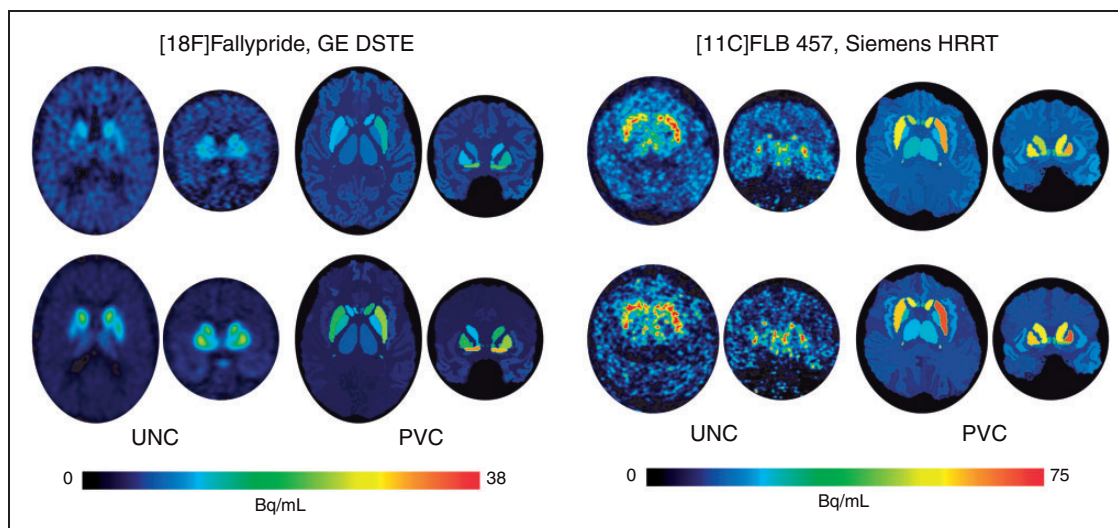 [18F]Fallypride, GE DSTE
[11C]FLB 457, Siemens HRRT
UNC
PVC
UNC
PVC
0
38
Bq/mL
0
75
Bq/mL